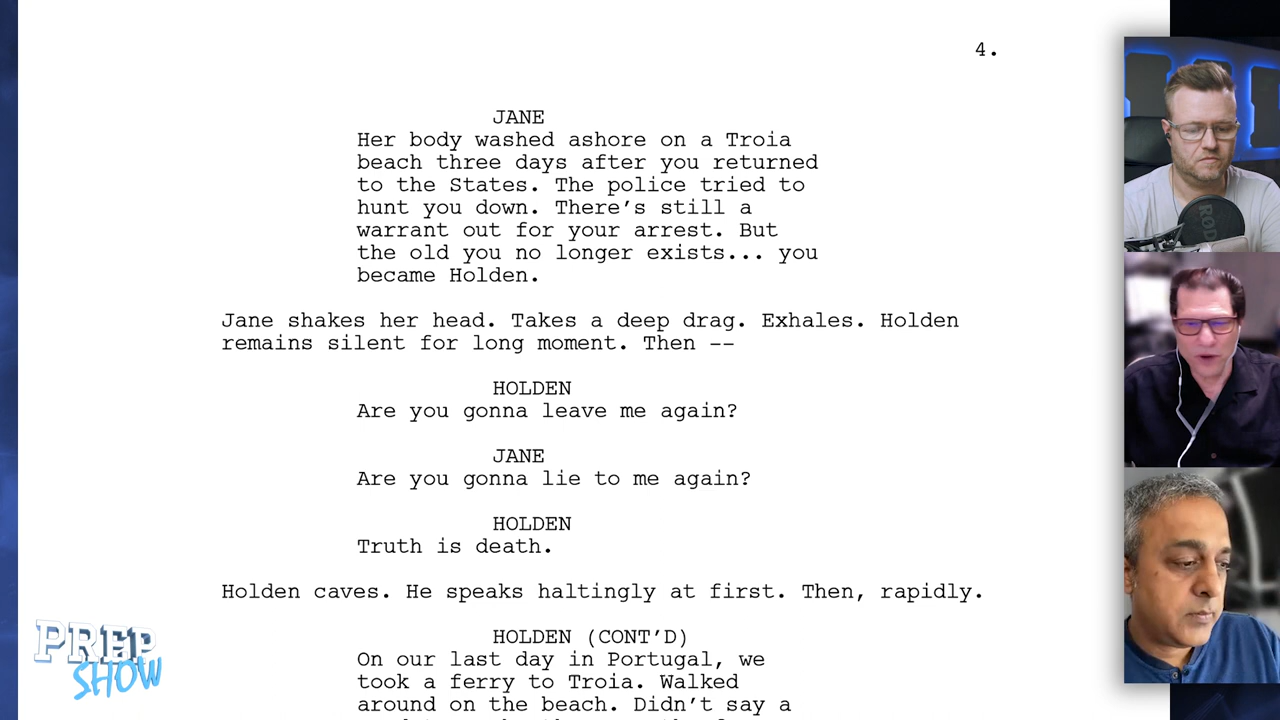 4.
JANE
Her body washed ashore on a Troia
beach three days after you returned
to the States. The police tried to
hunt you down. There's still a
warrant out for your arrest. But
the old you no longer exists... you
became Holden.
Jane shakes her head. Takes a deep drag. Exhales. Holden
remains silent for long moment. Then --
HOLDEN
Are you gonna leave me again?
JANE
Are you gonna lie to me again?
HOLDEN
Truth is death.
Holden caves. He speaks haltingly at first. Then, rapidly.
HOLDEN (CONT'D)
On our last day in Portugal, we
took a ferry to Troia. Walked
around on the beach. Didn't say a
PREP
SHOW
RØDE